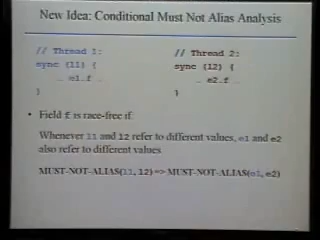 New Idea: Conditional Must Not Alias Analysis
// Thread 1: // Thread 2:
sync (l1) { sync (l2) {
… e1.f … … e2.f …
} }
• Field f is race-free if:
Whenever l1 and l2 refer to different values, e1 and e2
also refer to different values
MUST-NOT-ALIAS(l1, l2) => MUST-NOT-ALIAS(e1, e2)